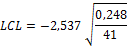 LCL = −2,537 √(0,248/41)